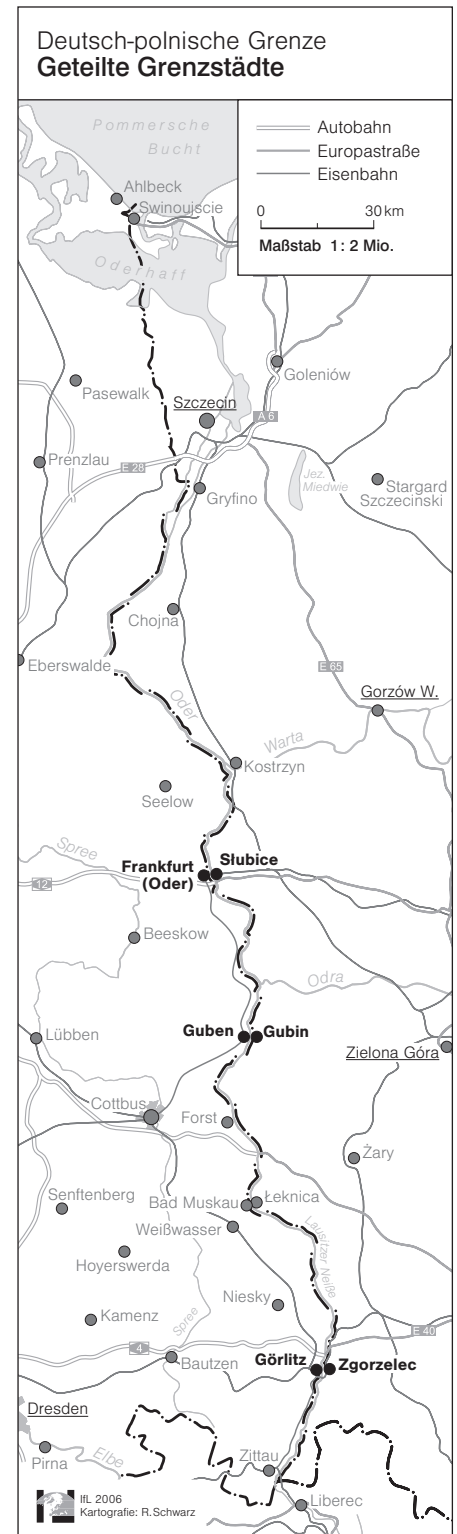 Deutsch-polnische Grenze
Geteilte Grenzstädte
Autobahn
Europastraße
Eisenbahn
0 30 km
Maßstab 1 : 2 Mio.
Pommersche
Bucht
Ahlbeck
Swinoujscie
Oderhaff
Goleniów
Pasewalk
Szczecin
A 6
Prenzlau
E 28
Jez.
Miedwie
Stargard
Szczecinski
Gryfino
Chojna
Eberswalde
E 65
Oder
Gorzów W.
Warta
Kostrzyn
Seelow
Spree
Frankfurt
(Oder)
Słubice
12
Beeskow
Odra
Guben
Gubin
Lübben
Zielona Góra
Cottbus
Forst
Żary
Senftenberg
Bad Muskau
Łeknica
Weißwasser
Lausitzer Neiße
Hoyerswerda
Niesky
Kamenz
Spree
E 40
4
Bautzen
Görlitz
Zgorzelec
Dresden
Pirna
Elbe
Zittau
Liberec
IfL 2006
Kartografie: R.Schwarz